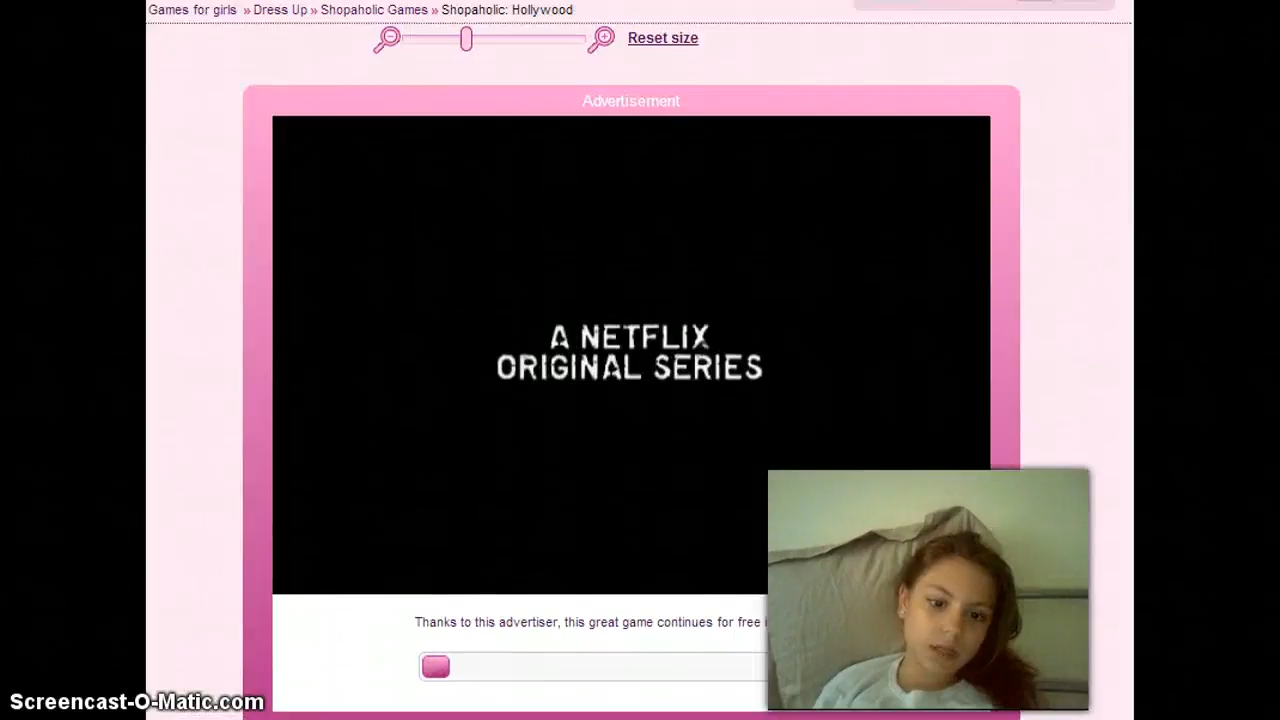 Games for girls » Dress Up » Shopaholic Games » Shopaholic: Hollywood
Reset size
Advertisement
A NETFLIX
ORIGINAL SERIES
Thanks to this advertiser, this great game continues for free
Screencast-O-Matic.com